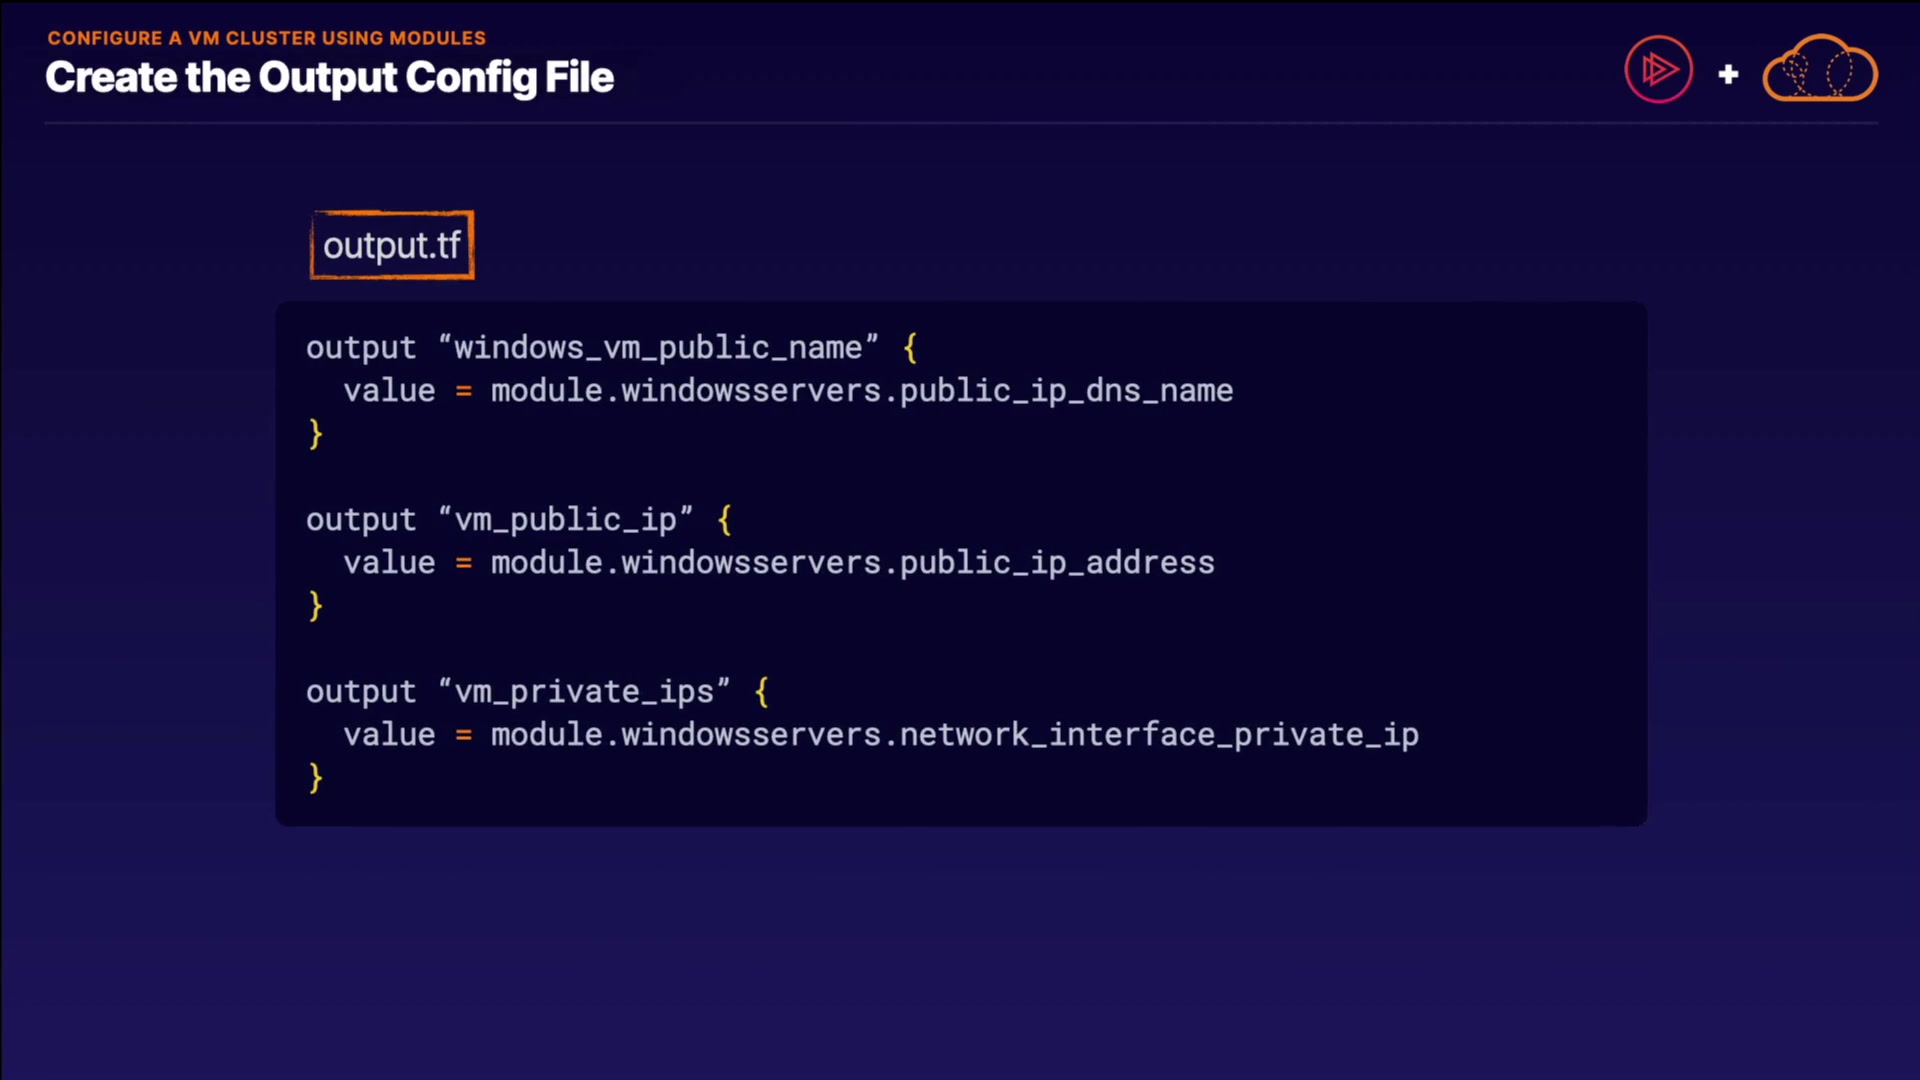 CONFIGURE A VM CLUSTER USING MODULES
Create the Output Config File
+
output.tf
output “windows_vm_public_name” {
  value = module.windowsservers.public_ip_dns_name
}
output “vm_public_ip” {
  value = module.windowsservers.public_ip_address
}
output “vm_private_ips” {
  value = module.windowsservers.network_interface_private_ip
}